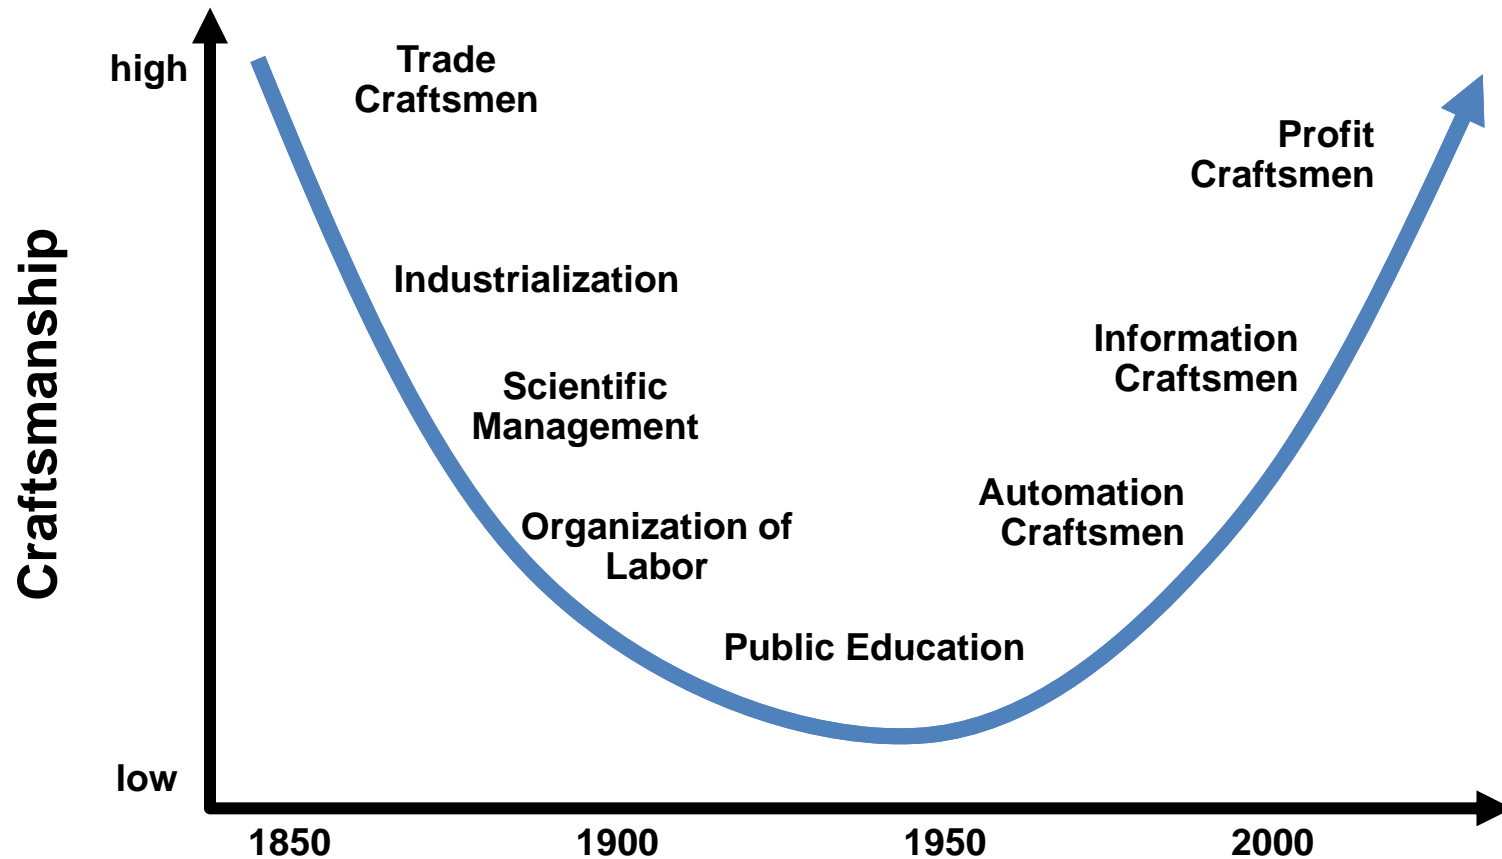 high
Trade
Craftsmen
Profit
Craftsmen
Industrialization
Information
Craftsmen
Scientific
Management
Craftsmanship
Automation
Craftsmen
Organization of
Labor
Public Education
low
1850 1900 1950 2000